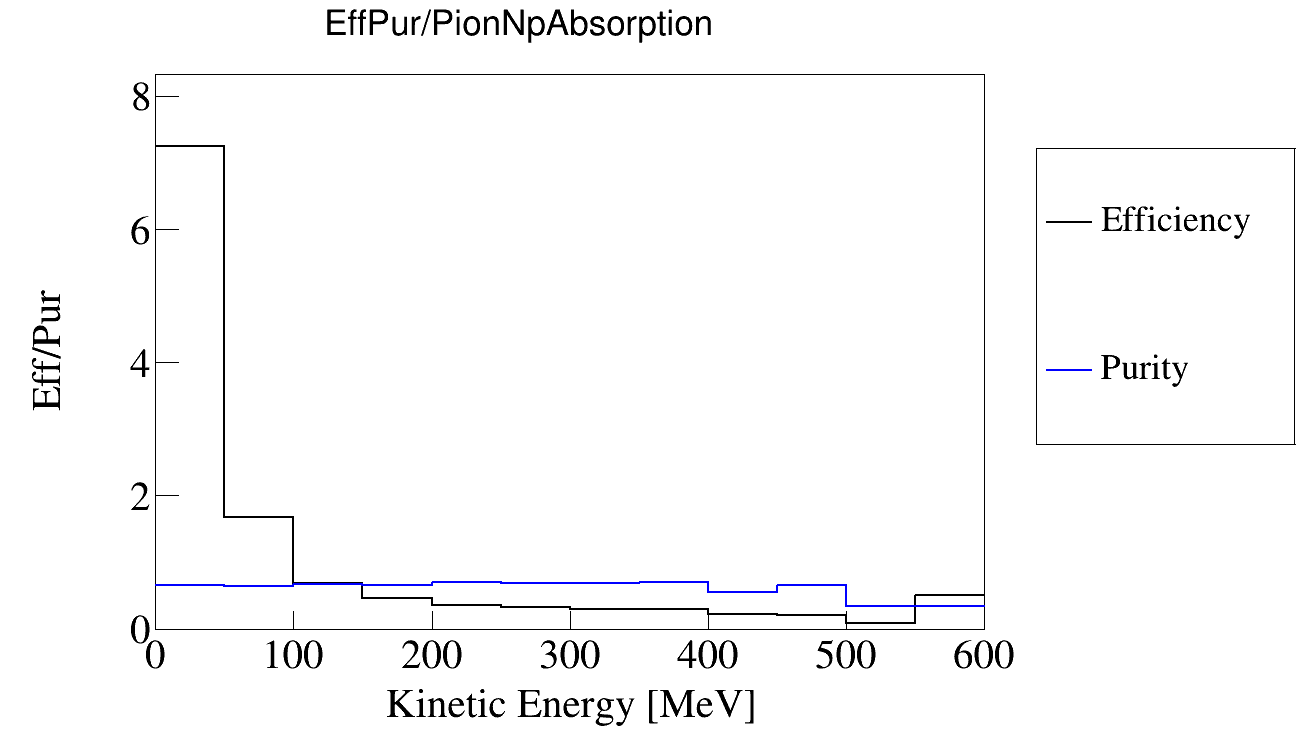 EffPur/PionNpAbsorption
8
6
4
2
0
Eff/Pur
0 100 200 300 400 500 600
Kinetic Energy [MeV]
Efficiency
Purity